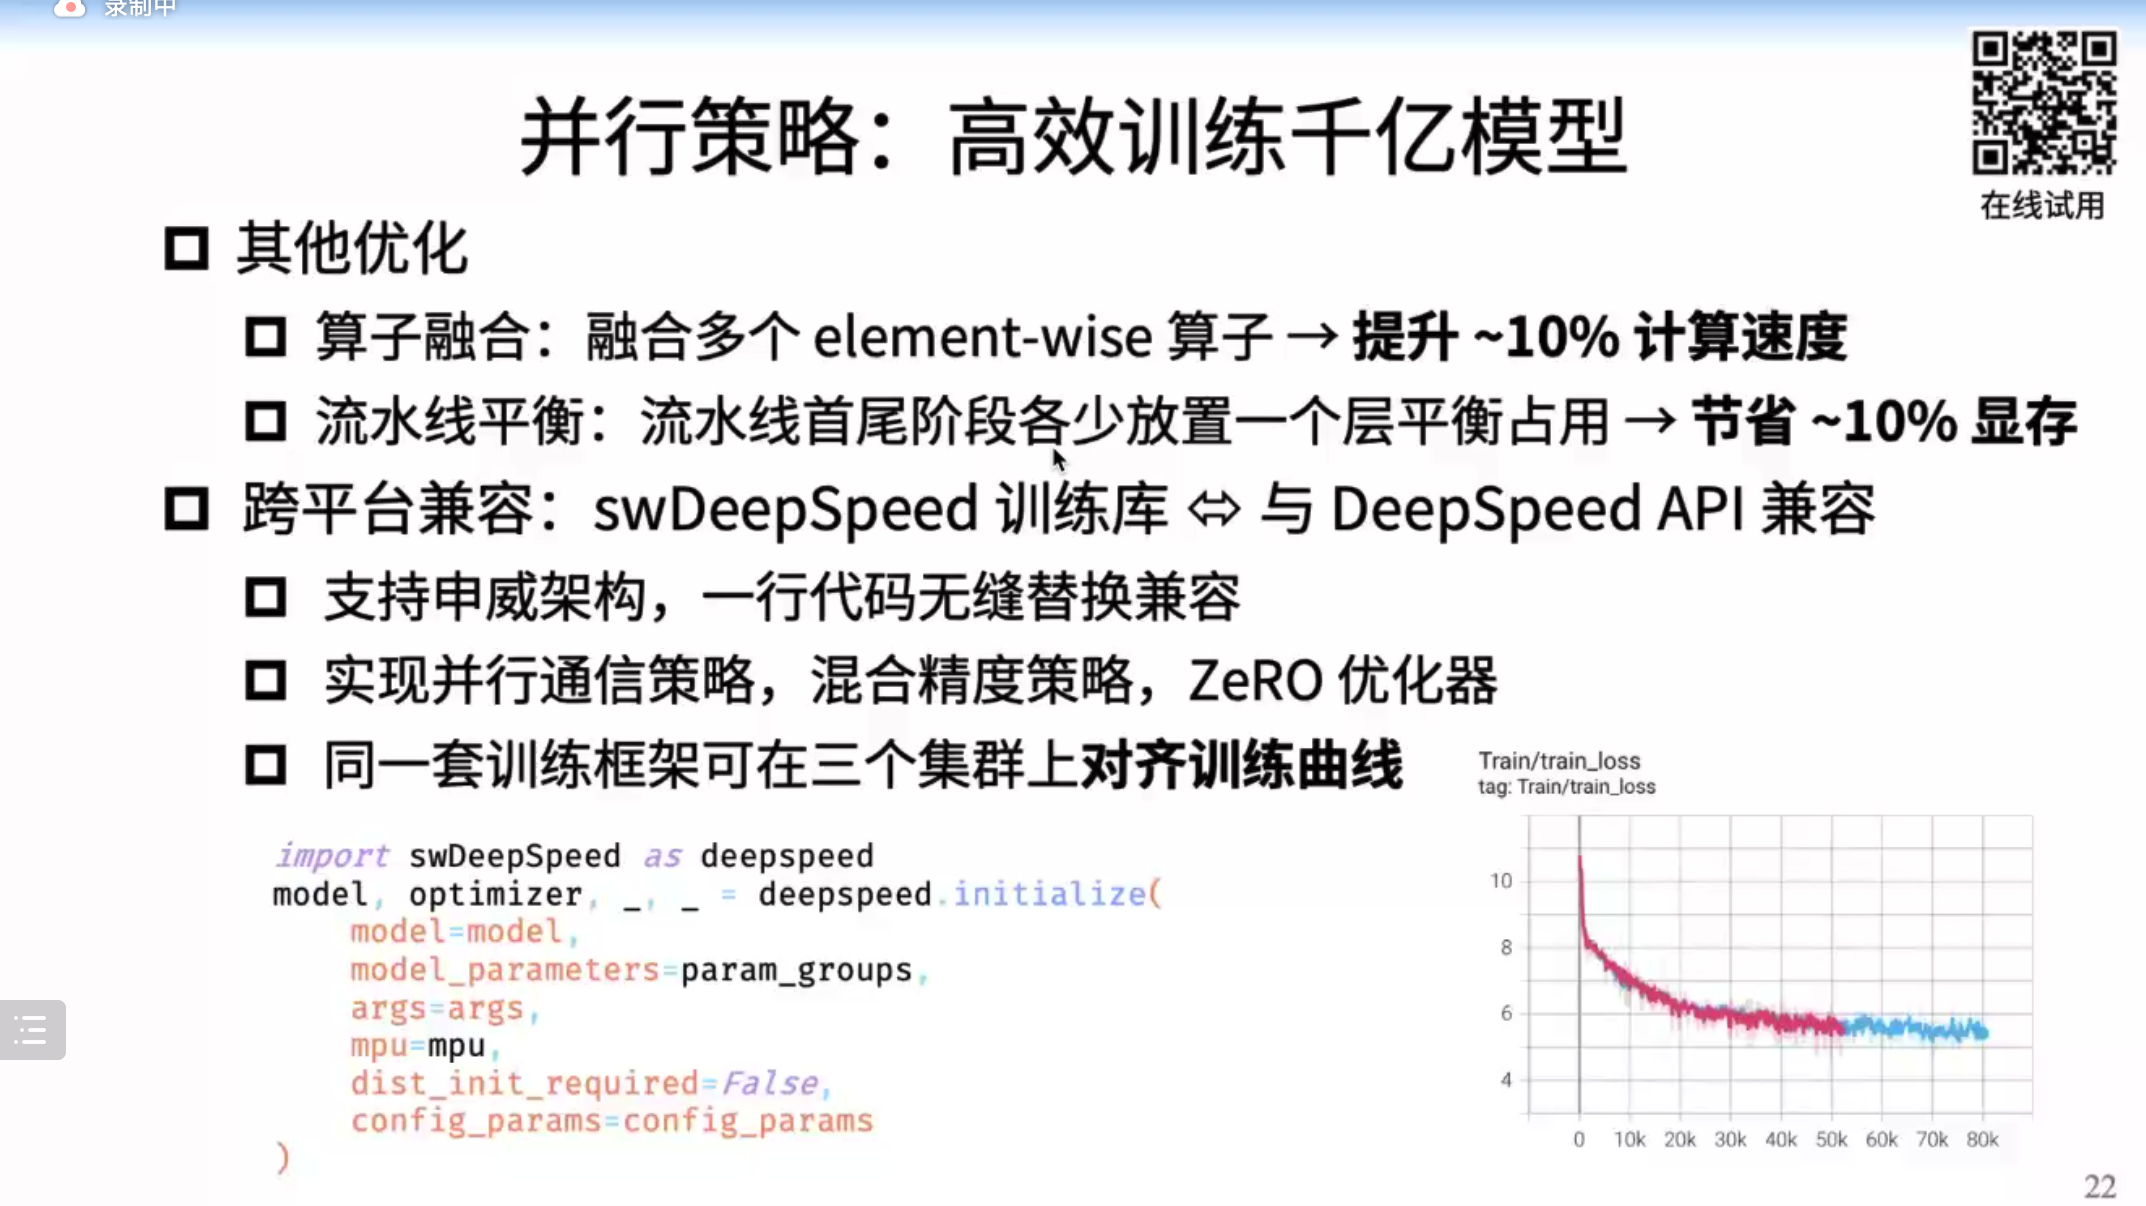 录制中
并行策略：高效训练千亿模型
在线试用
其他优化
算子融合：融合多个 element-wise 算子 → 提升 ~10% 计算速度
流水线平衡：流水线首尾阶段各少放置一个层平衡占用 → 节省 ~10% 显存
跨平台兼容：swDeepSpeed 训练库 ⇔ 与 DeepSpeed API 兼容
支持申威架构，一行代码无缝替换兼容
实现并行通信策略，混合精度策略，ZeRO 优化器
同一套训练框架可在三个集群上对齐训练曲线
import swDeepSpeed as deepspeed
model, optimizer, _, _ = deepspeed.initialize(
model=model,
model_parameters=param_groups,
args=args,
mpu=mpu,
dist_init_required=False,
config_params=config_params
)
Train/train_loss
tag: Train/train_loss
10
8
6
4
0 10k 20k 30k 40k 50k 60k 70k 80k
22